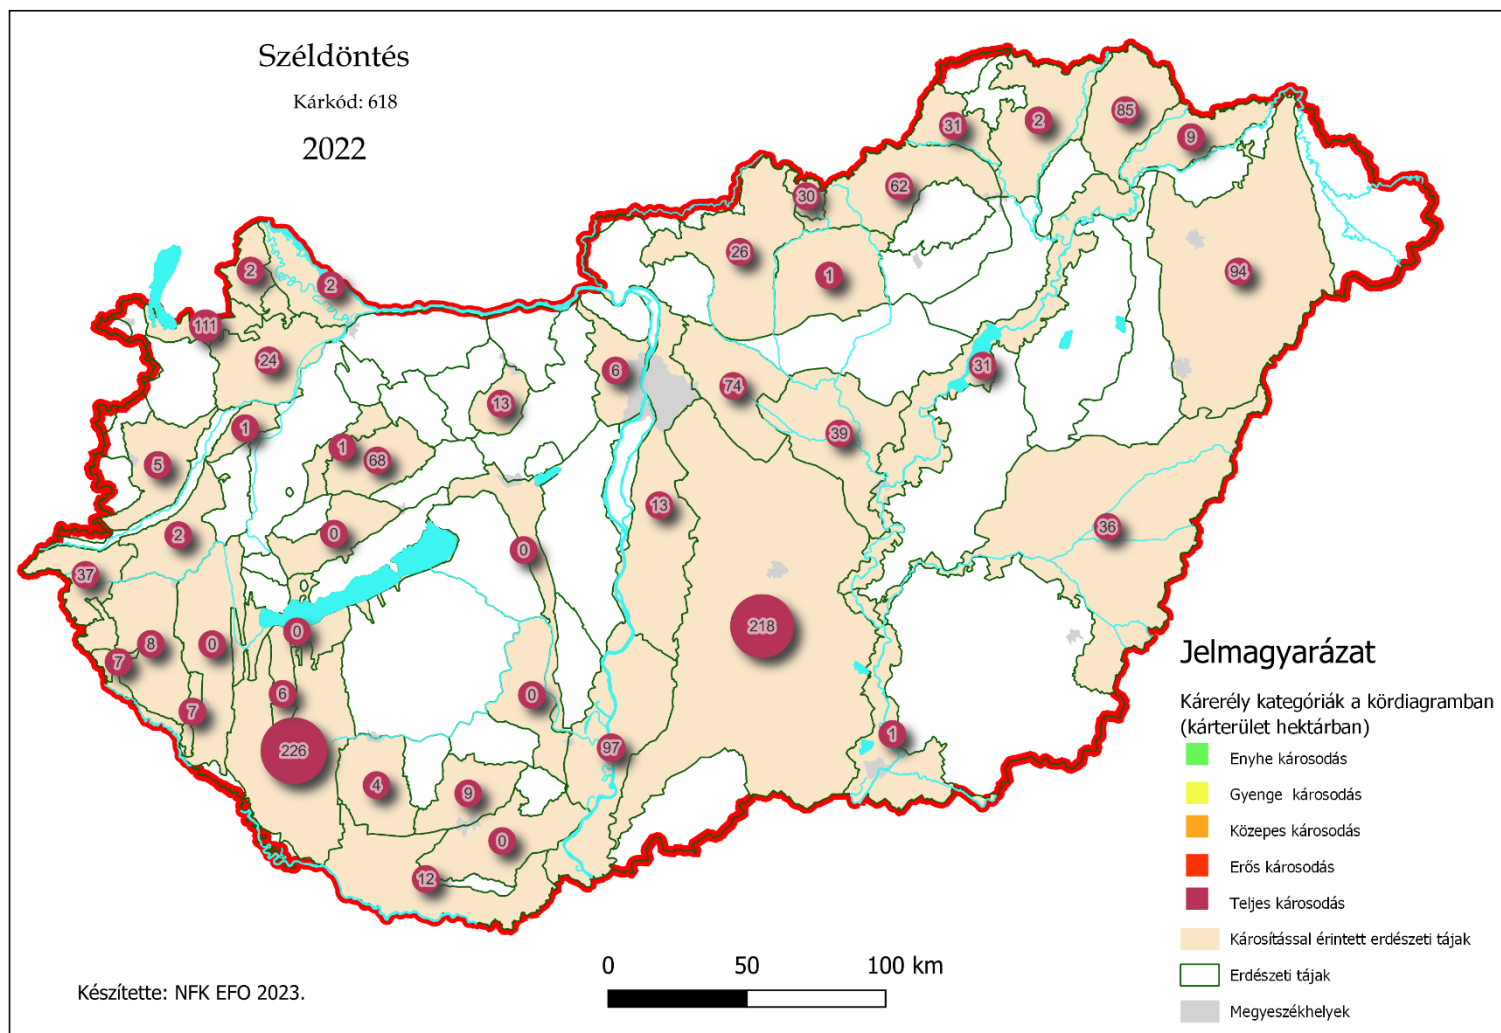 Széldöntés
Kárkód: 618
2022
31
2
85
9
30
62
26
1
94
2
2
111
24
6
74
31
13
39
1
1
68
5
13
36
2
0
0
37
218
0
8
0
7
6
0
7
226
97
1
4
9
0
12
Jelmagyarázat
Kárerély kategóriák a kördiagramban
(kárterület hektárban)
Enyhe károsodás
Gyenge károsodás
Közepes károsodás
Erős károsodás
Teljes károsodás
Károsítással érintett erdészeti tájak
Erdészeti tájak
Megyeszékhelyek
0 50 100 km
Készítette: NFK EFO 2023.